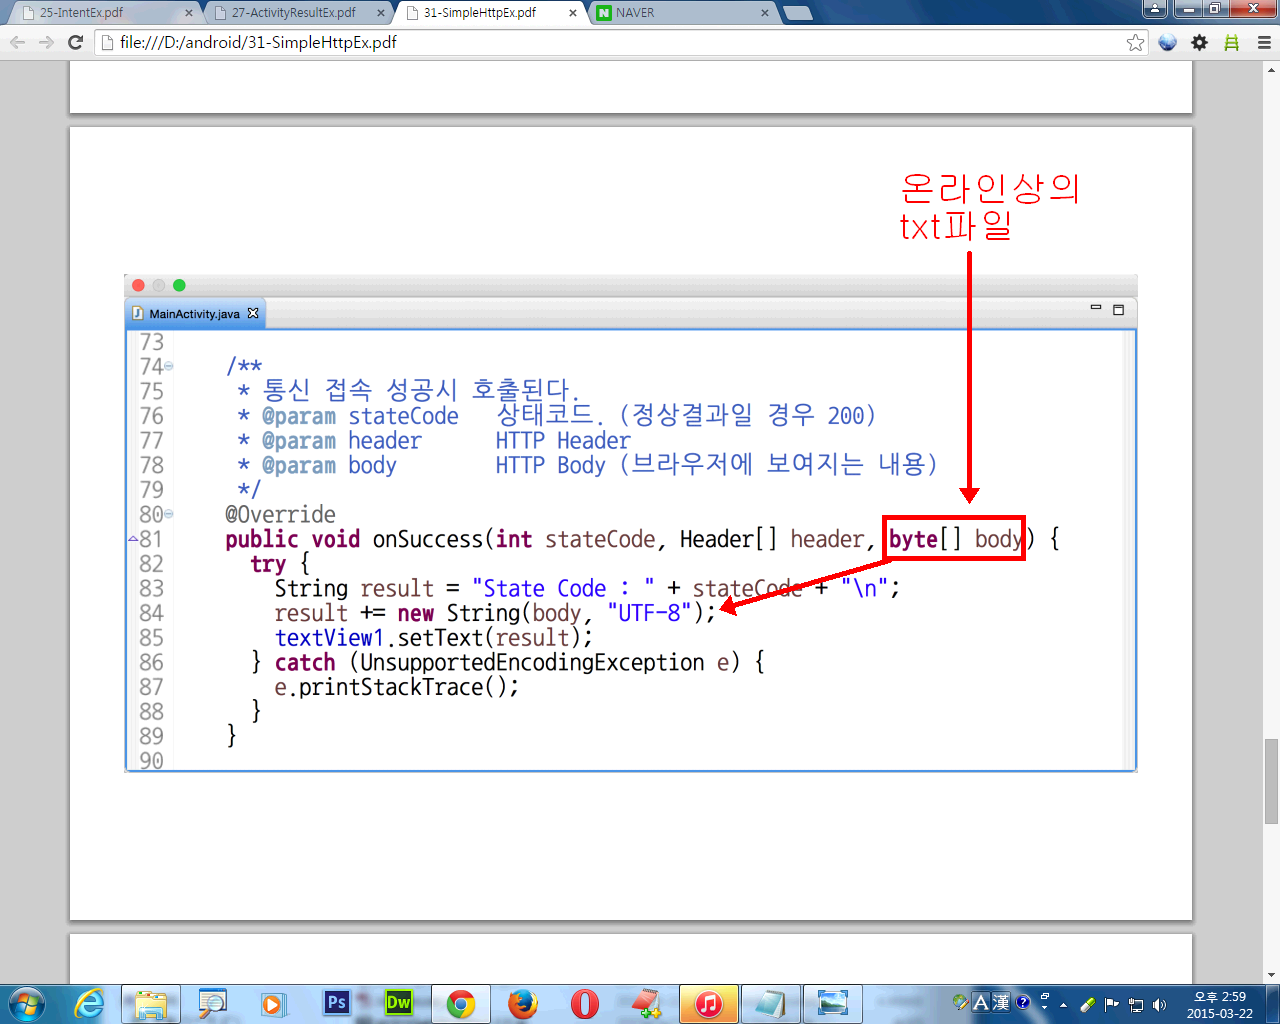 25-IntentEx.pdf
27-ActivityResultEx.pdf
31-SimpleHttpEx.pdf
NAVER
file:///D:/android/31-SimpleHttpEx.pdf
온라인상의
txt파일
MainActivity.java
73
74 /**
75 * 통신 접속 성공시 호출된다.
76 * @param stateCode 상태코드. (정상결과일 경우 200)
77 * @param header HTTP Header
78 * @param body HTTP Body (브라우저에 보여지는 내용)
79 */
80 @Override
81 public void onSuccess(int stateCode, Header[] header, byte[] body) {
82 try {
83 String result = "State Code : " + stateCode + "\n";
84 result += new String(body, "UTF-8");
85 textView1.setText(result);
86 } catch (UnsupportedEncodingException e) {
87 e.printStackTrace();
88 }
89 }
90
Ps
Dw
A 漢
오후 2:59
2015-03-22